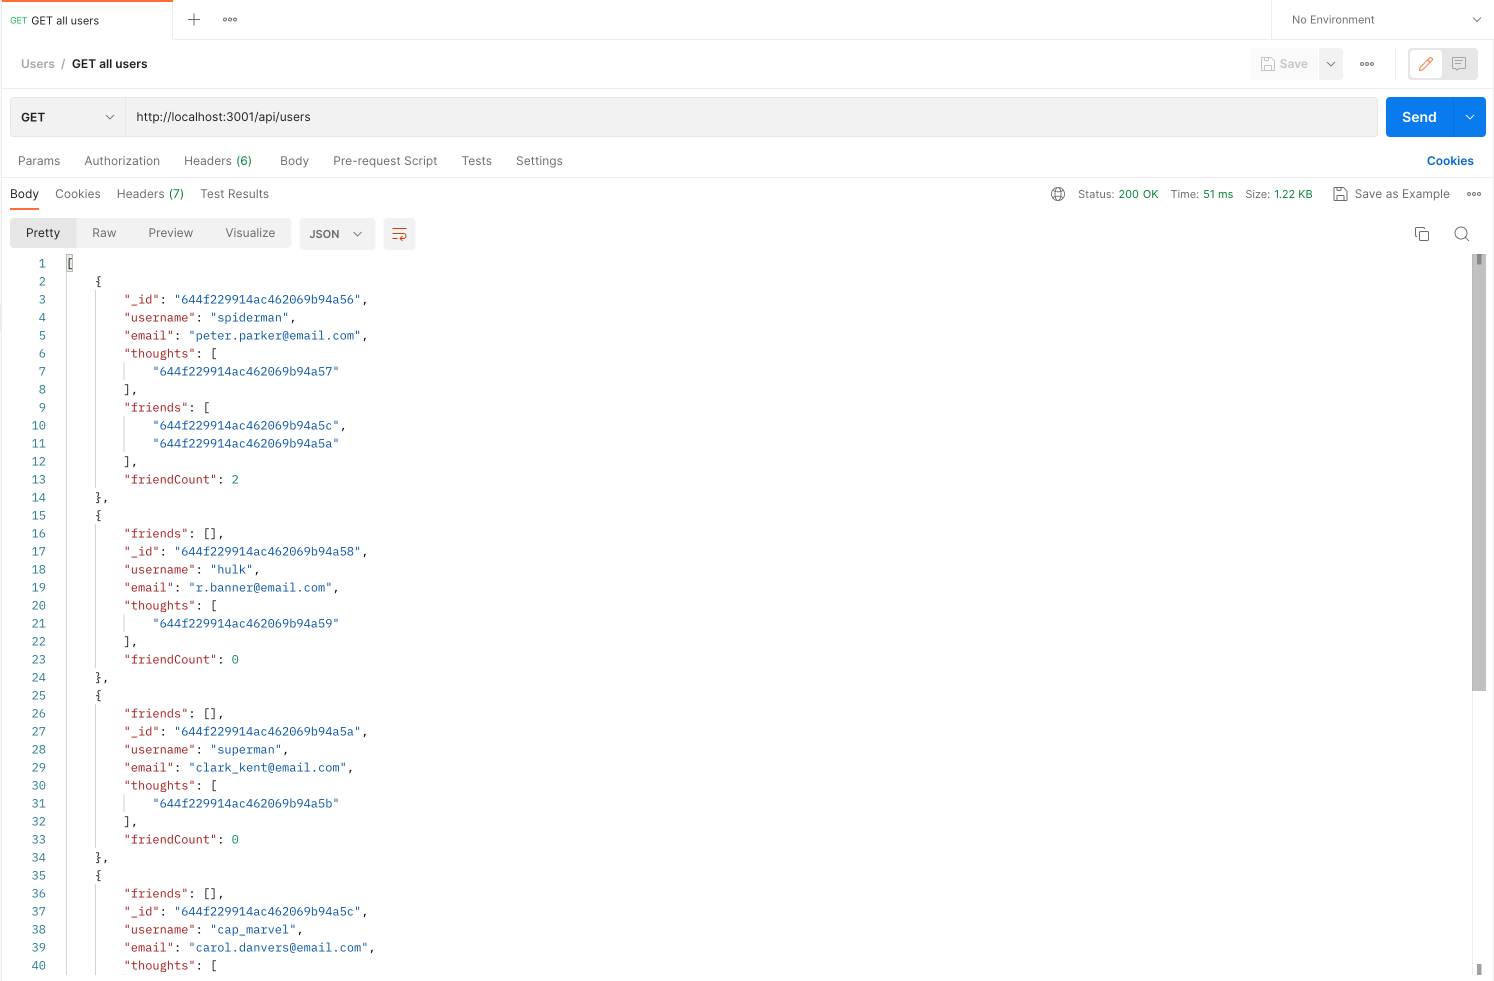 GET GET all users
No Environment
Users / GET all users
Save
GET http://localhost:3001/api/users Send
Params Authorization Headers (6) Body Pre-request Script Tests Settings Cookies
Body Cookies Headers (7) Test Results Status: 200 OK Time: 51 ms Size: 1.22 KB Save as Example
Pretty Raw Preview Visualize JSON
1 [
2 {
3 "_id": "644f229914ac462069b94a56",
4 "username": "spiderman",
5 "email": "peter.parker@email.com",
6 "thoughts": [
7 "644f229914ac462069b94a57"
8 ],
9 "friends": [
10 "644f229914ac462069b94a5c",
11 "644f229914ac462069b94a5a"
12 ],
13 "friendCount": 2
14 },
15 {
16 "friends": [],
17 "_id": "644f229914ac462069b94a58",
18 "username": "hulk",
19 "email": "r.banner@email.com",
20 "thoughts": [
21 "644f229914ac462069b94a59"
22 ],
23 "friendCount": 0
24 },
25 {
26 "friends": [],
27 "_id": "644f229914ac462069b94a5a",
28 "username": "superman",
29 "email": "clark_kent@email.com",
30 "thoughts": [
31 "644f229914ac462069b94a5b"
32 ],
33 "friendCount": 0
34 },
35 {
36 "friends": [],
37 "_id": "644f229914ac462069b94a5c",
38 "username": "cap_marvel",
39 "email": "carol.danvers@email.com",
40 "thoughts": [